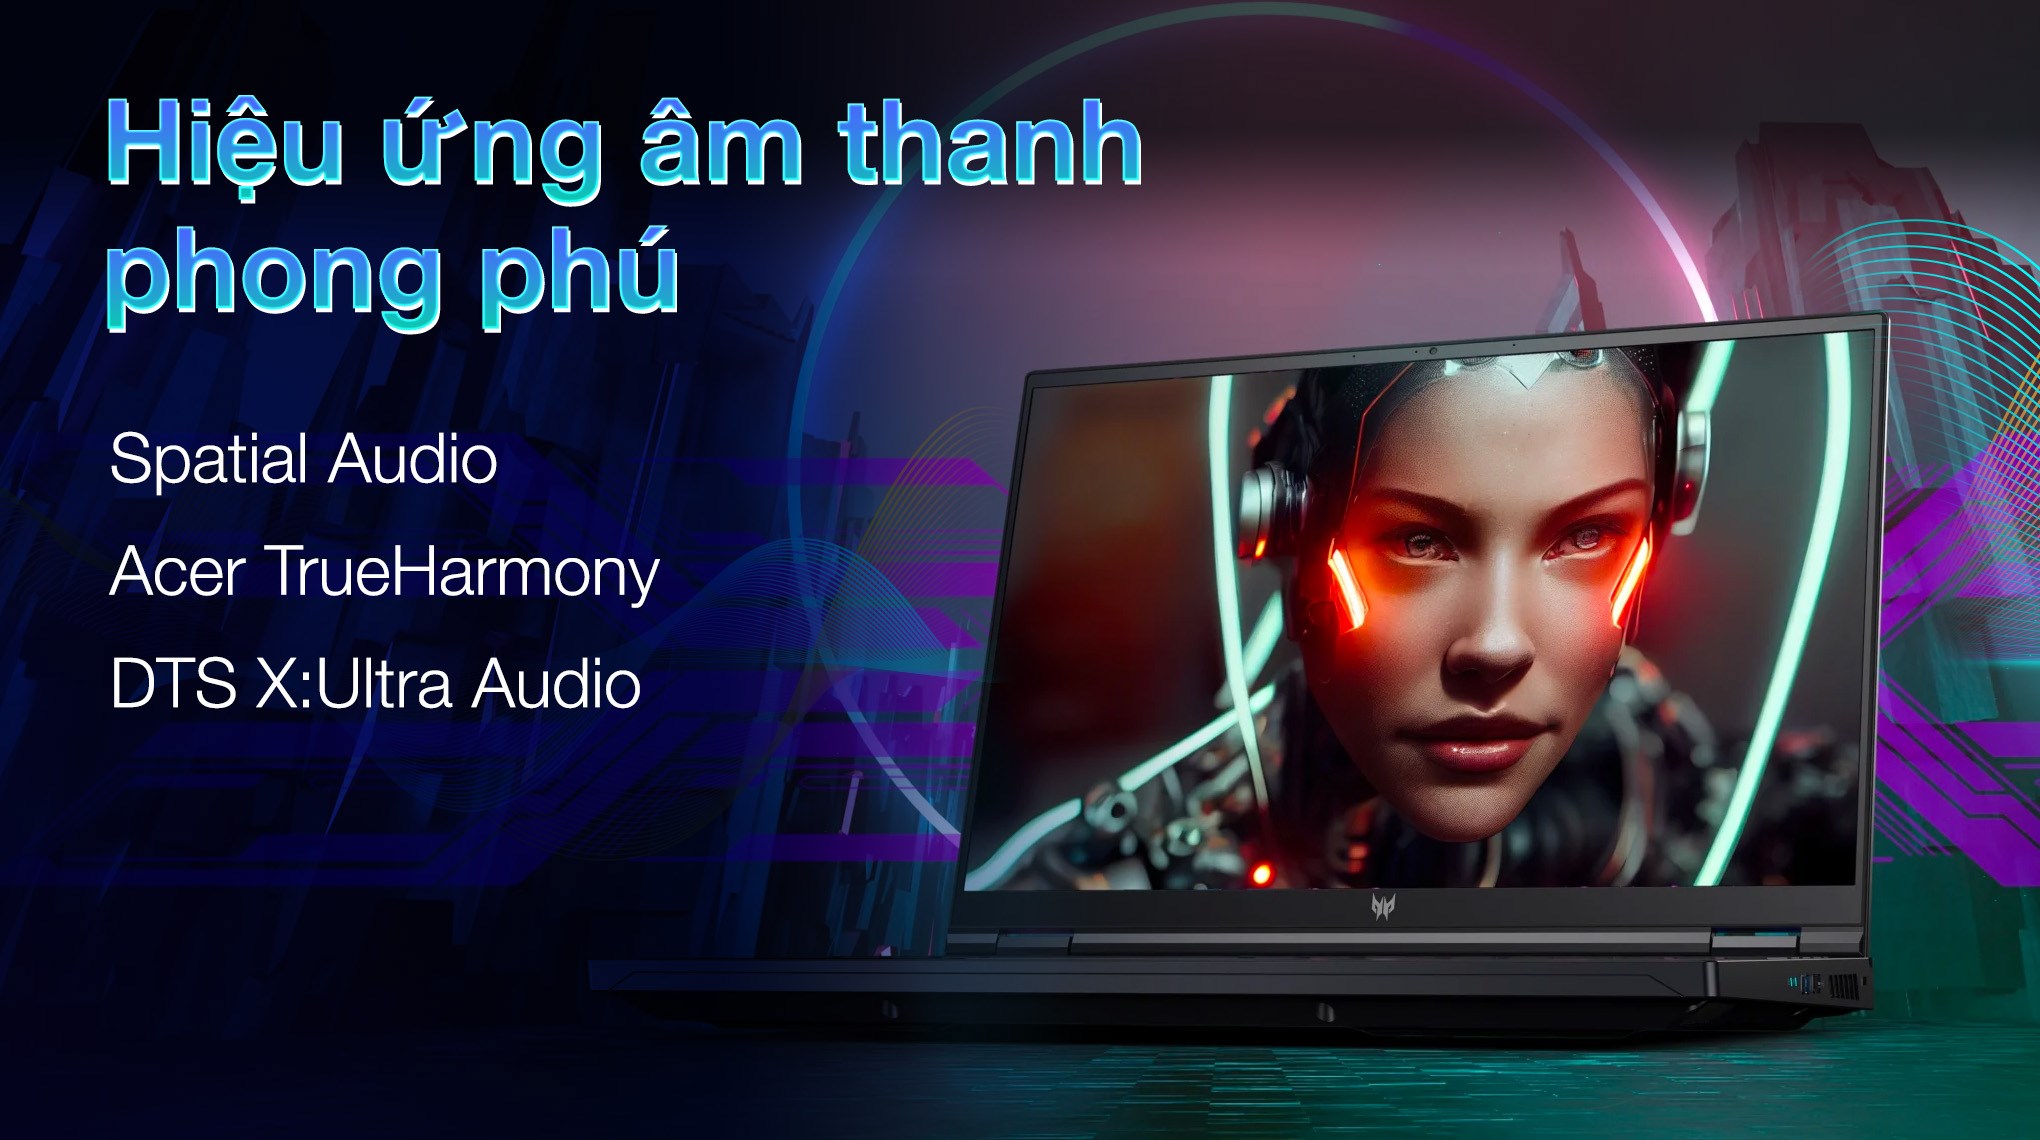 Hiệu ứng âm thanh
phong phú
Spatial Audio
Acer TrueHarmony
DTS X:Ultra Audio